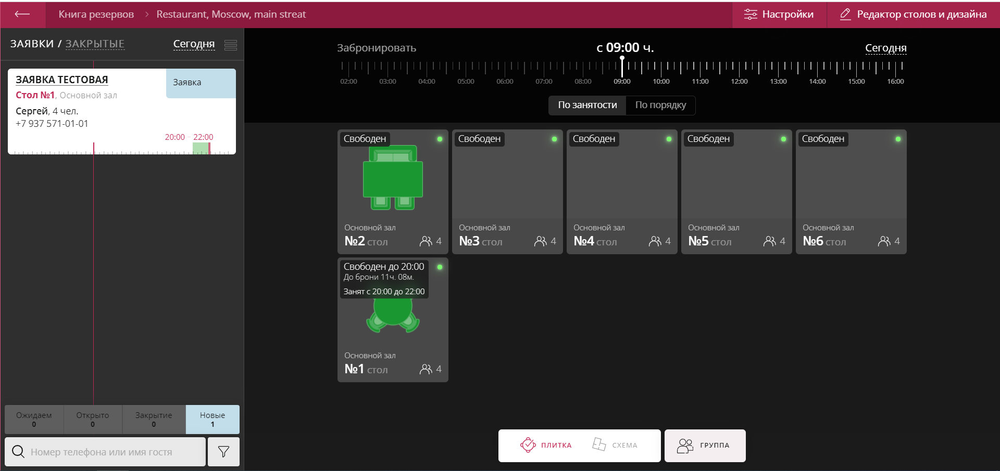 Книга резервов > Restaurant, Moscow, main streat
Настройки
Редактор столов и дизайна
ЗАЯВКИ / ЗАКРЫТЫЕ
Сегодня
ЗАЯВКА ТЕСТОВАЯ
Заявка
Стол №1, Основной зал
Сергей, 4 чел.
+7 937 571-01-01
20:00 – 22:00
Ожидаем
0
Открыто
0
Закрытие
0
Новые
1
Номер телефона или имя гостя
Забронировать
с 09:00 ч.
Сегодня
02:00 03:00 04:00 05:00 06:00 07:00 08:00 09:00 10:00 11:00 12:00 13:00 14:00 15:00 16:00
По занятости
По порядку
Свободен
Основной зал
№2 стол 4
Свободен
Основной зал
№3 стол 4
Свободен
Основной зал
№4 стол 4
Свободен
Основной зал
№5 стол 4
Свободен
Основной зал
№6 стол 4
Свободен до 20:00
До брони 11ч. 08м.
Занят с 20:00 до 22:00
Основной зал
№1 стол 4
ПЛИТКА
СХЕМА
ГРУППА